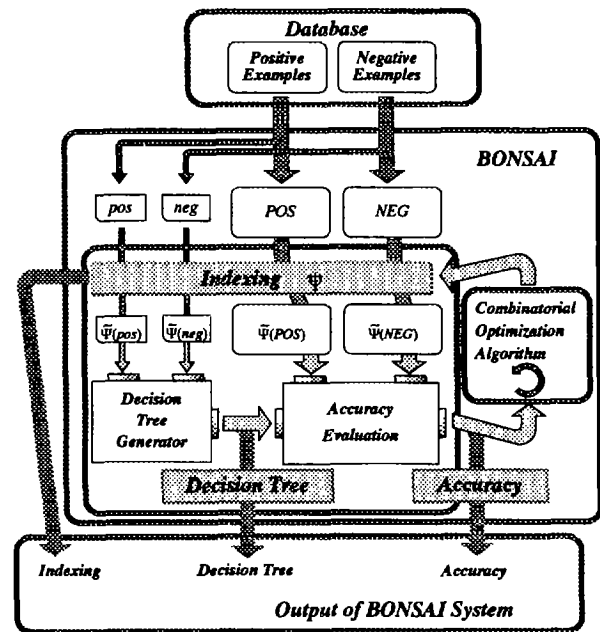 Database
Positive Examples
Negative Examples
BONSAI
pos
neg
POS
NEG
Indexing Ψ
Ψ̃(pos)
Ψ̃(neg)
Ψ̃(POS)
Ψ̃(NEG)
Combinatorial
Optimization
Algorithm
Decision
Tree
Generator
Accuracy
Evaluation
Decision Tree
Accuracy
Indexing
Decision Tree
Accuracy
Output of BONSAI System